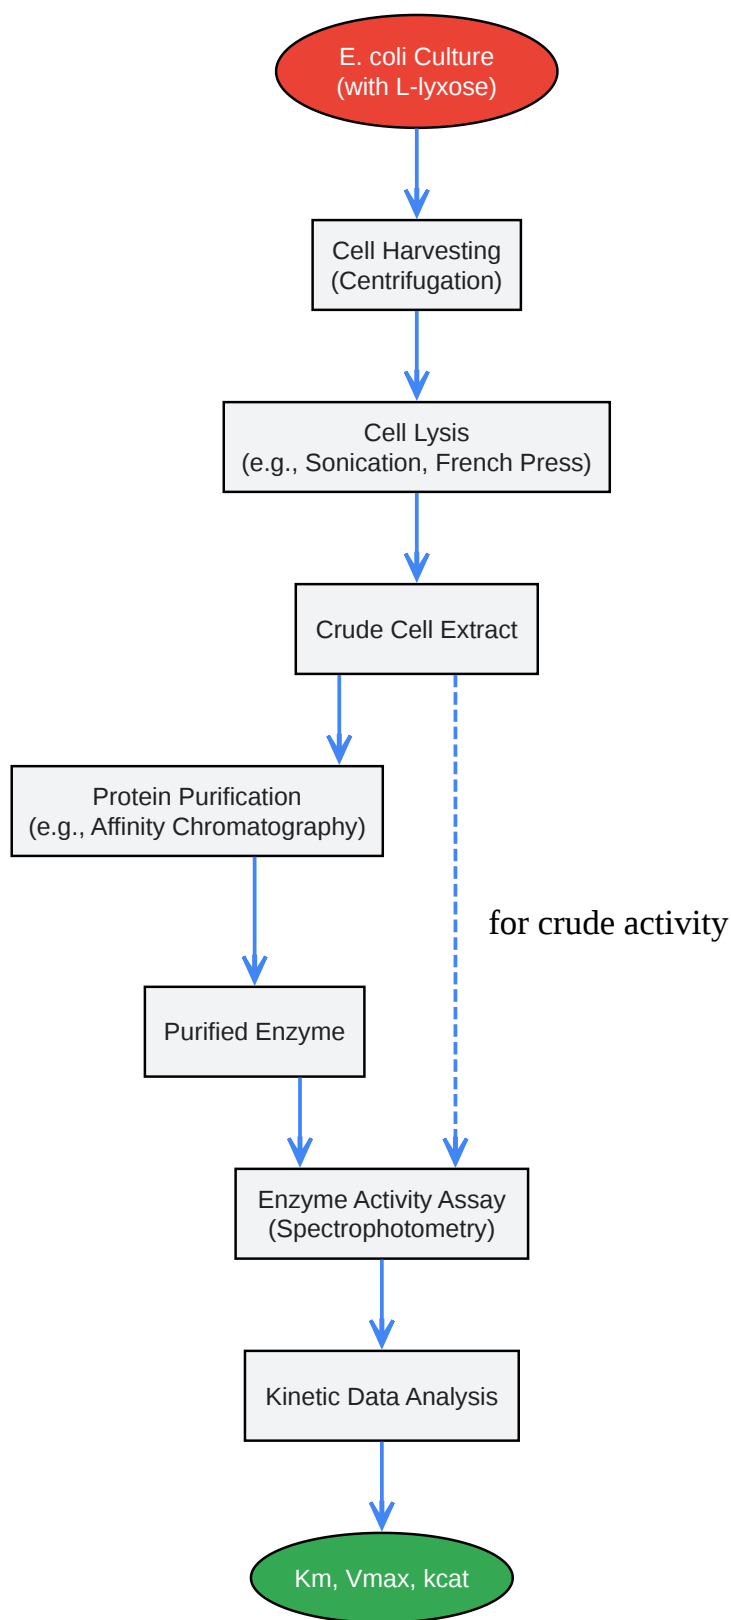 E. coli Culture
(with L-lyxose)
Cell Harvesting
(Centrifugation)
Cell Lysis
(e.g., Sonication, French Press)
Crude Cell Extract
Protein Purification
(e.g., Affinity Chromatography)
for crude activity
Purified Enzyme
Enzyme Activity Assay
(Spectrophotometry)
Kinetic Data Analysis
Km, Vmax, kcat